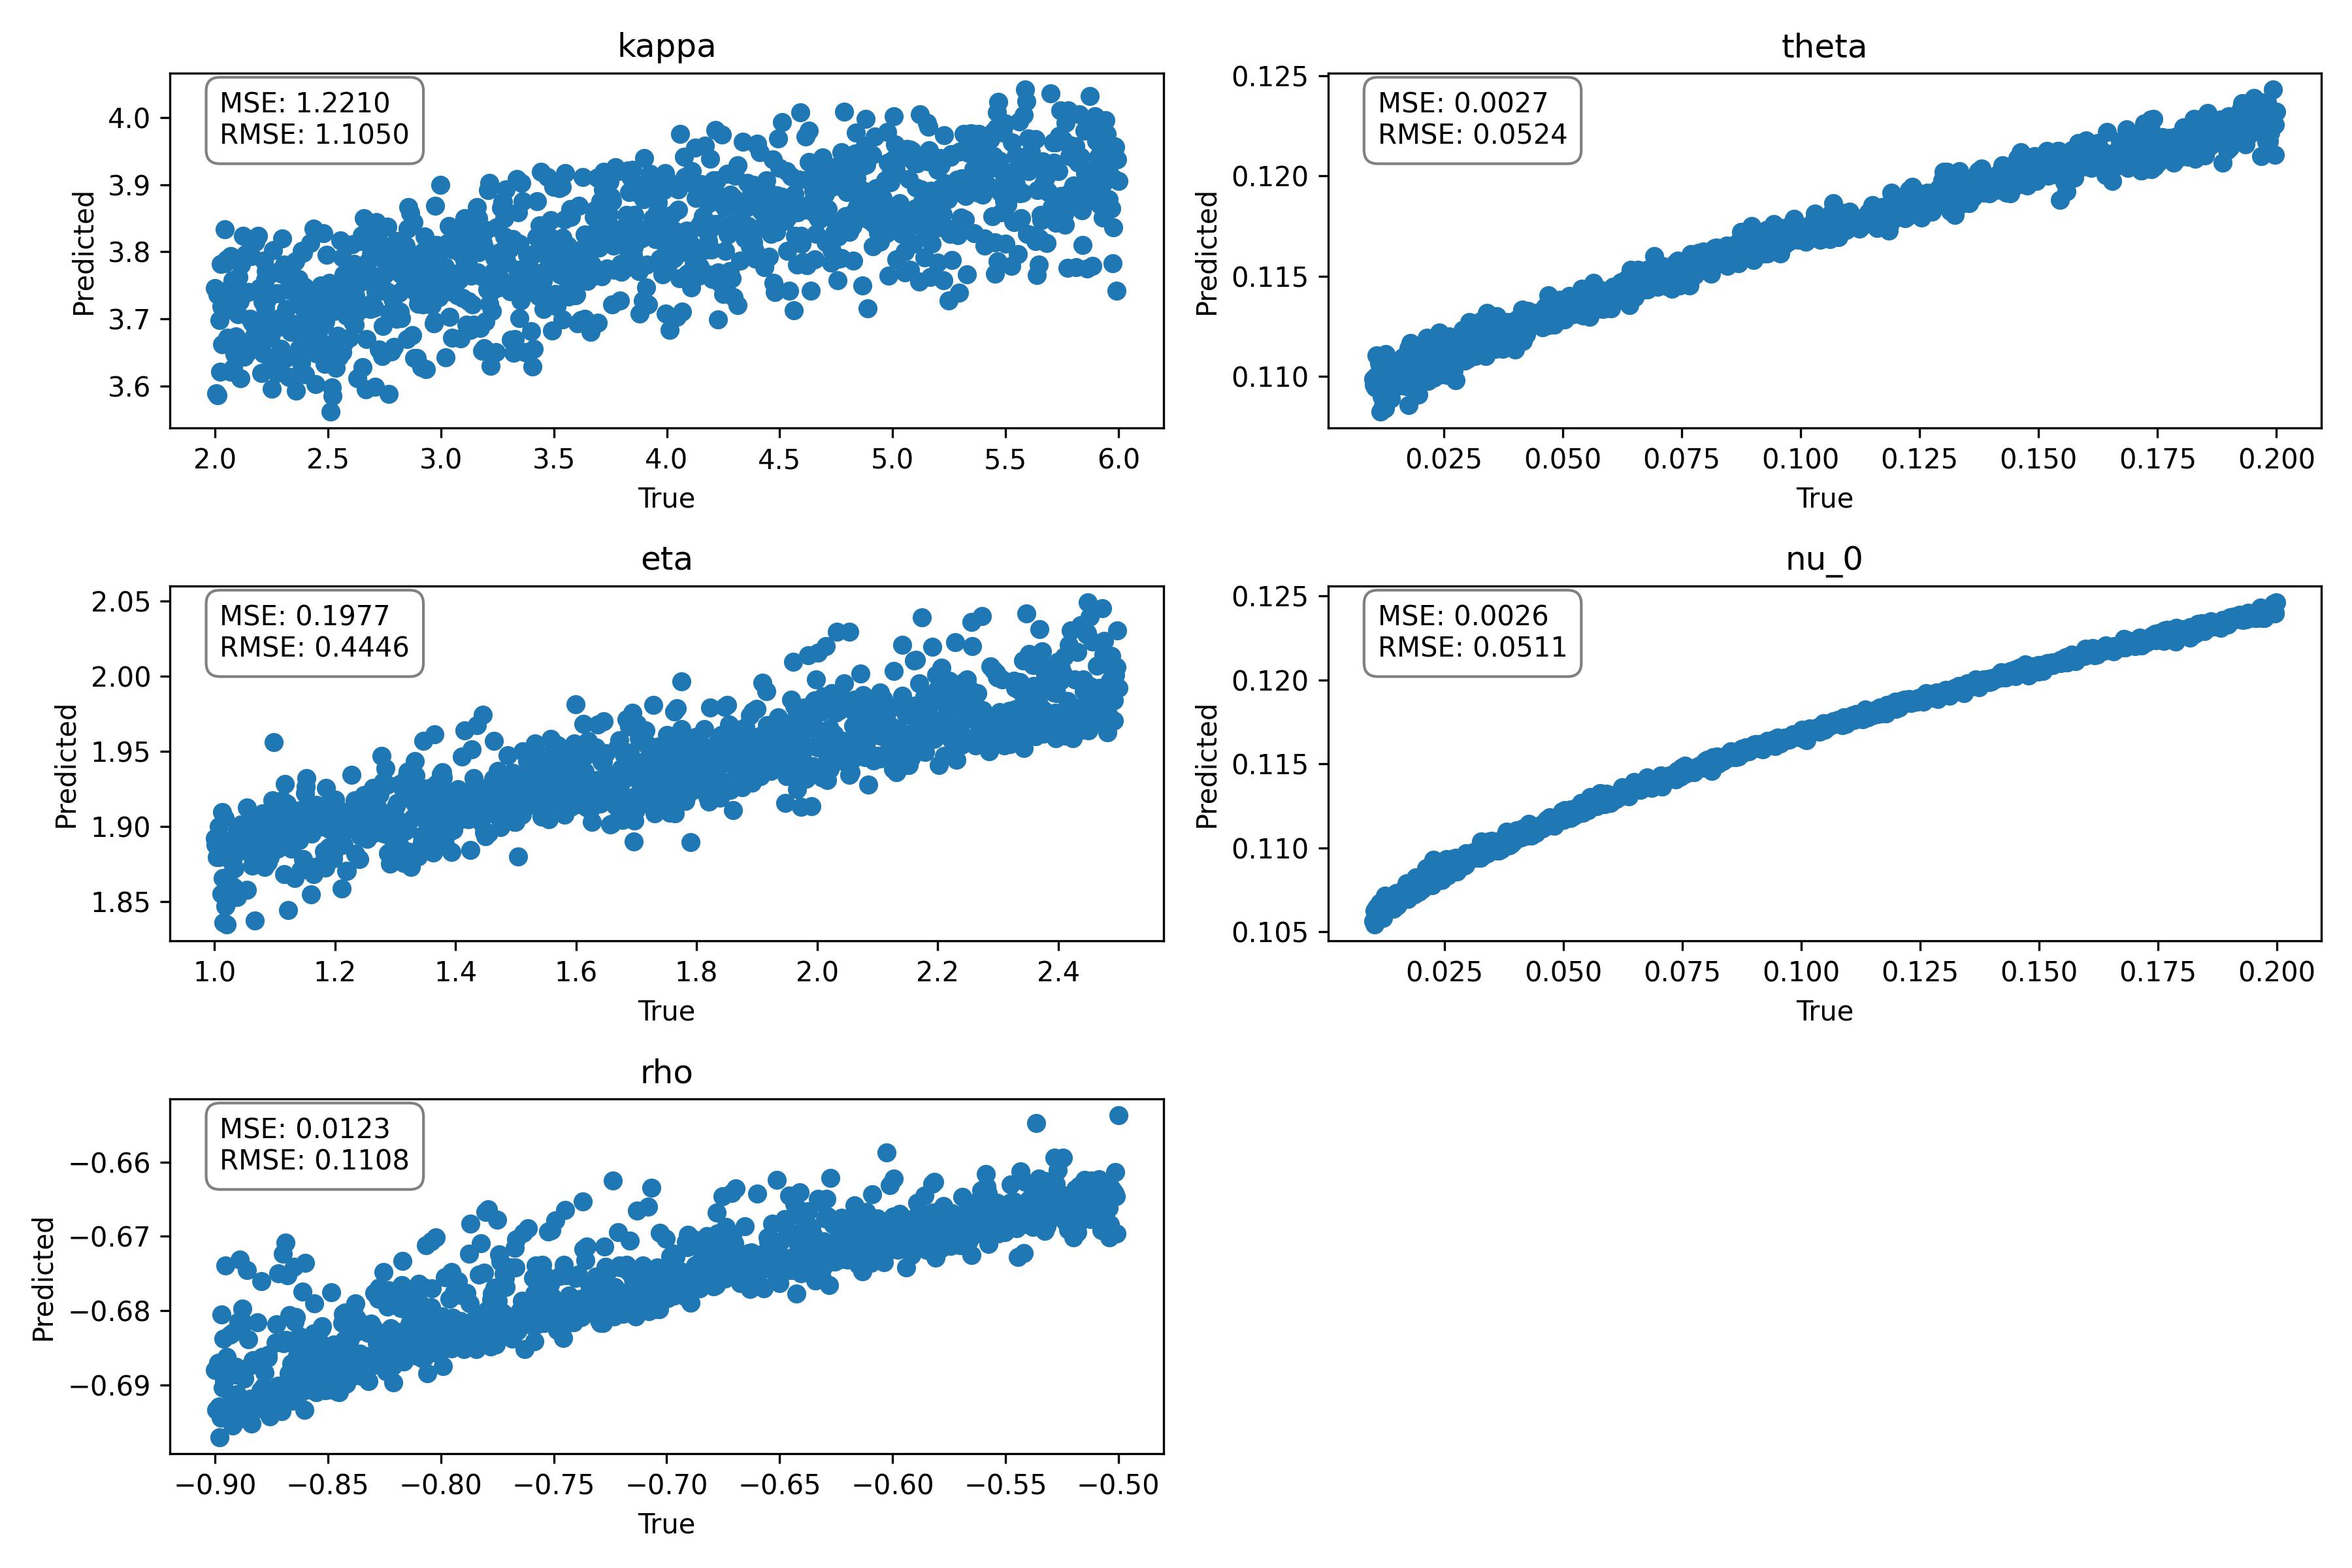 kappa
MSE: 1.2210
RMSE: 1.1050
Predicted
4.0
3.9
3.8
3.7
3.6
2.0 2.5 3.0 3.5 4.0 4.5 5.0 5.5 6.0
True
theta
MSE: 0.0027
RMSE: 0.0524
Predicted
0.125
0.120
0.115
0.110
0.025 0.050 0.075 0.100 0.125 0.150 0.175 0.200
True
eta
MSE: 0.1977
RMSE: 0.4446
Predicted
2.05
2.00
1.95
1.90
1.85
1.0 1.2 1.4 1.6 1.8 2.0 2.2 2.4
True
nu_0
MSE: 0.0026
RMSE: 0.0511
Predicted
0.125
0.120
0.115
0.110
0.105
0.025 0.050 0.075 0.100 0.125 0.150 0.175 0.200
True
rho
MSE: 0.0123
RMSE: 0.1108
Predicted
−0.66
−0.67
−0.68
−0.69
−0.90 −0.85 −0.80 −0.75 −0.70 −0.65 −0.60 −0.55 −0.50
True